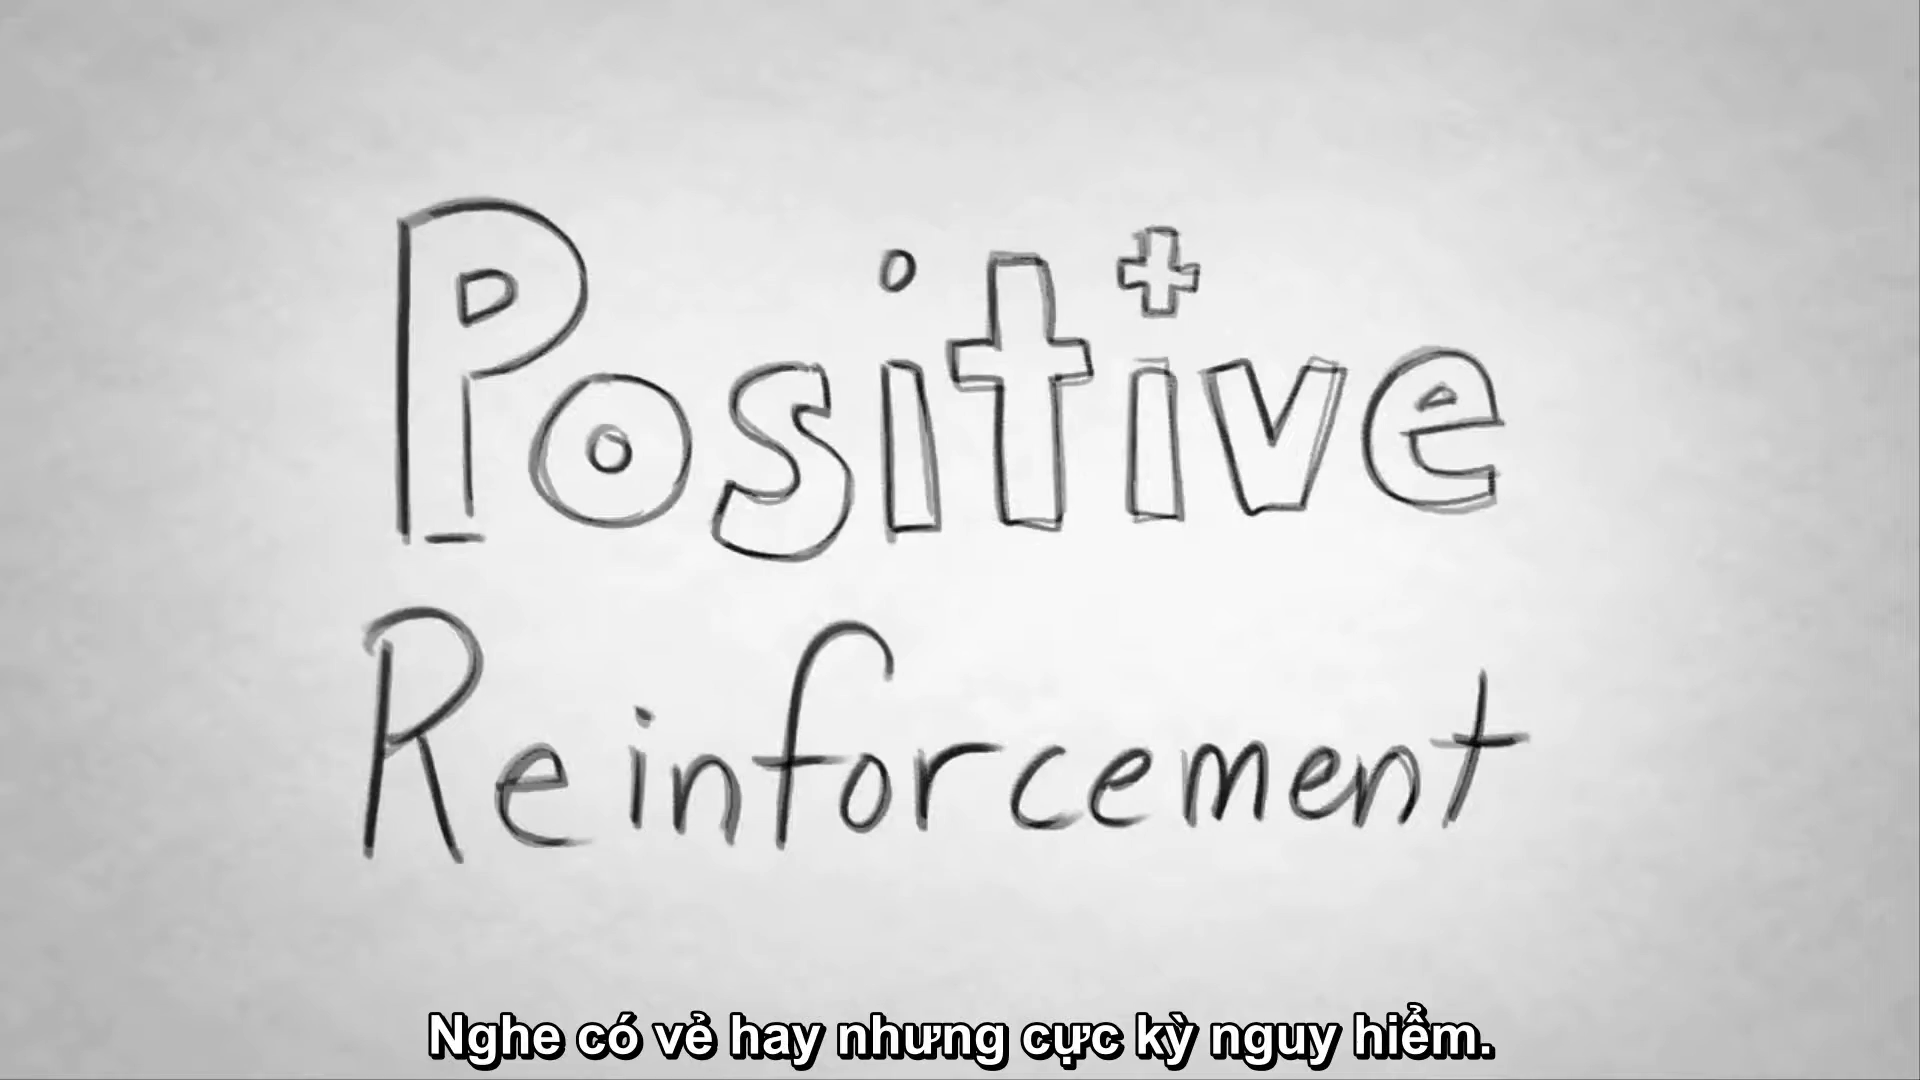 Positive
Reinforcement
Nghe có vẻ hay nhưng cực kỳ nguy hiểm.